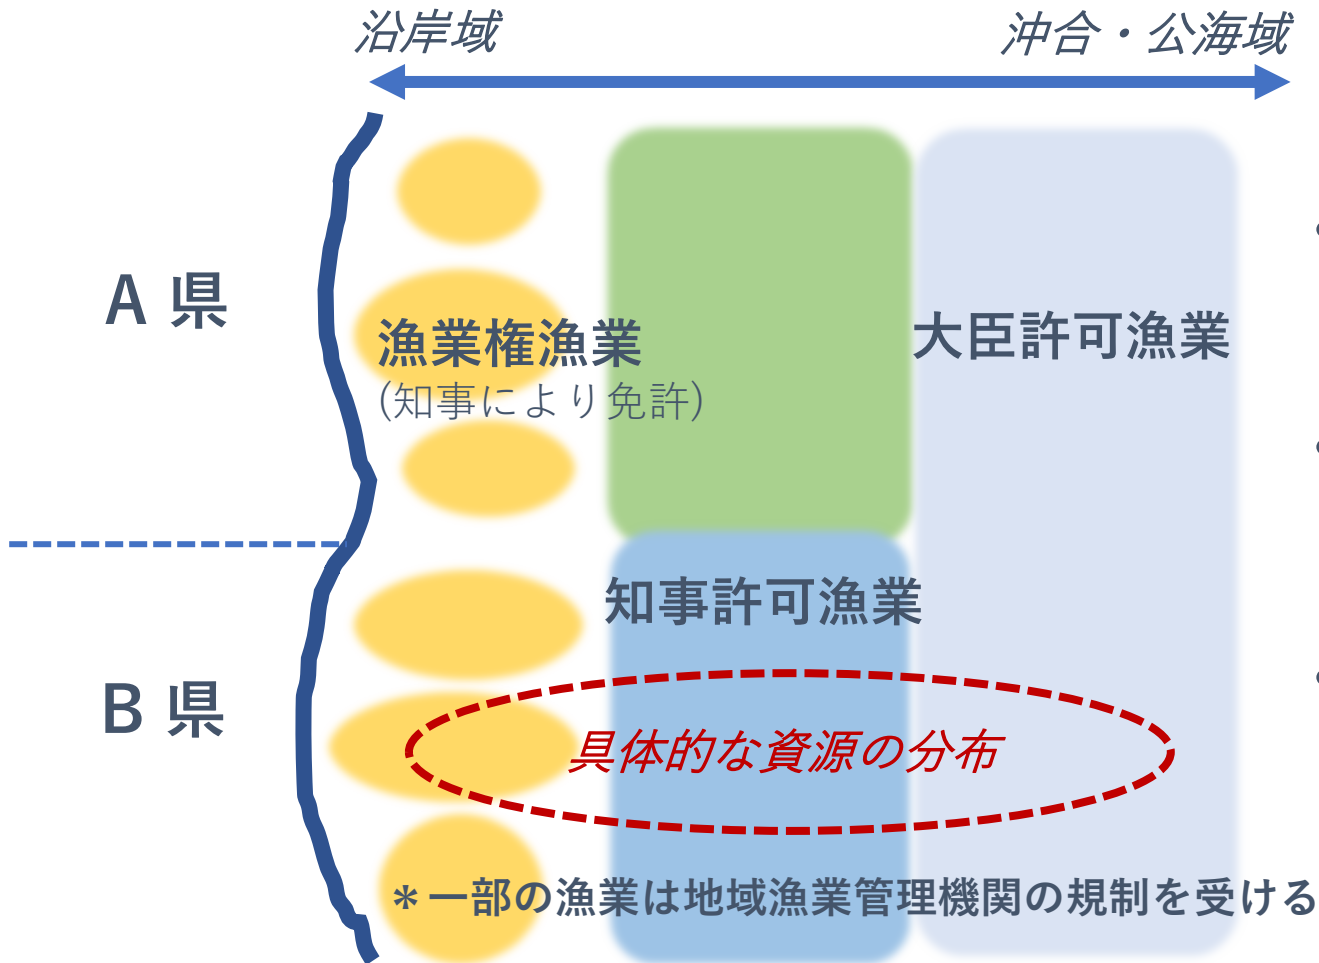 沿岸域
沖合・公海域
A 県
漁業権漁業
(知事により免許)
大臣許可漁業
知事許可漁業
B 県
具体的な資源の分布
＊一部の漁業は地域漁業管理機関の規制を受ける